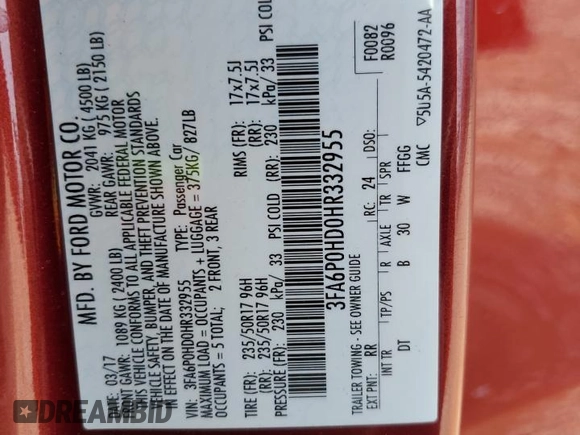 MFD. BY FORD MOTOR CO.
DATE: 03/17 GVWR: 2041 KG ( 4500 LB)
FRONT GAWR: 1089 KG ( 2400 LB) REAR GAWR: 975 KG ( 2150 LB)
THIS VEHICLE CONFORMS TO ALL APPLICABLE FEDERAL MOTOR
VEHICLE SAFETY, BUMPER, AND THEFT PREVENTION STANDARDS
IN EFFECT ON THE DATE OF MANUFACTURE SHOWN ABOVE.
VIN: 3FA6P0HD0HR332955 TYPE: Passenger Car
MAXIMUM LOAD = OCCUPANTS + LUGGAGE = 375KG/ 827LB
OCCUPANTS = 5 TOTAL; 2 FRONT, 3 REAR
TIRE (FR): 235/50R17 96H RIMS (FR): 17x7.5J
(RR): 235/50R17 96H (RR): 17x7.5J
PRESSURE (FR): 230 kPa/ 33 PSI COLD (RR): 230 kPa/ 33 PSI COLD
3FA6P0HD0HR332955
F0082
R0096
TRAILER TOWING - SEE OWNER GUIDE
EXT PNT: RR RC: 24 DSO:
INT TR TP/PS R AXLE TR SPR
DT B 30 W FFGG
CMC ▽5U5A-5420472-AA
DREAMBID